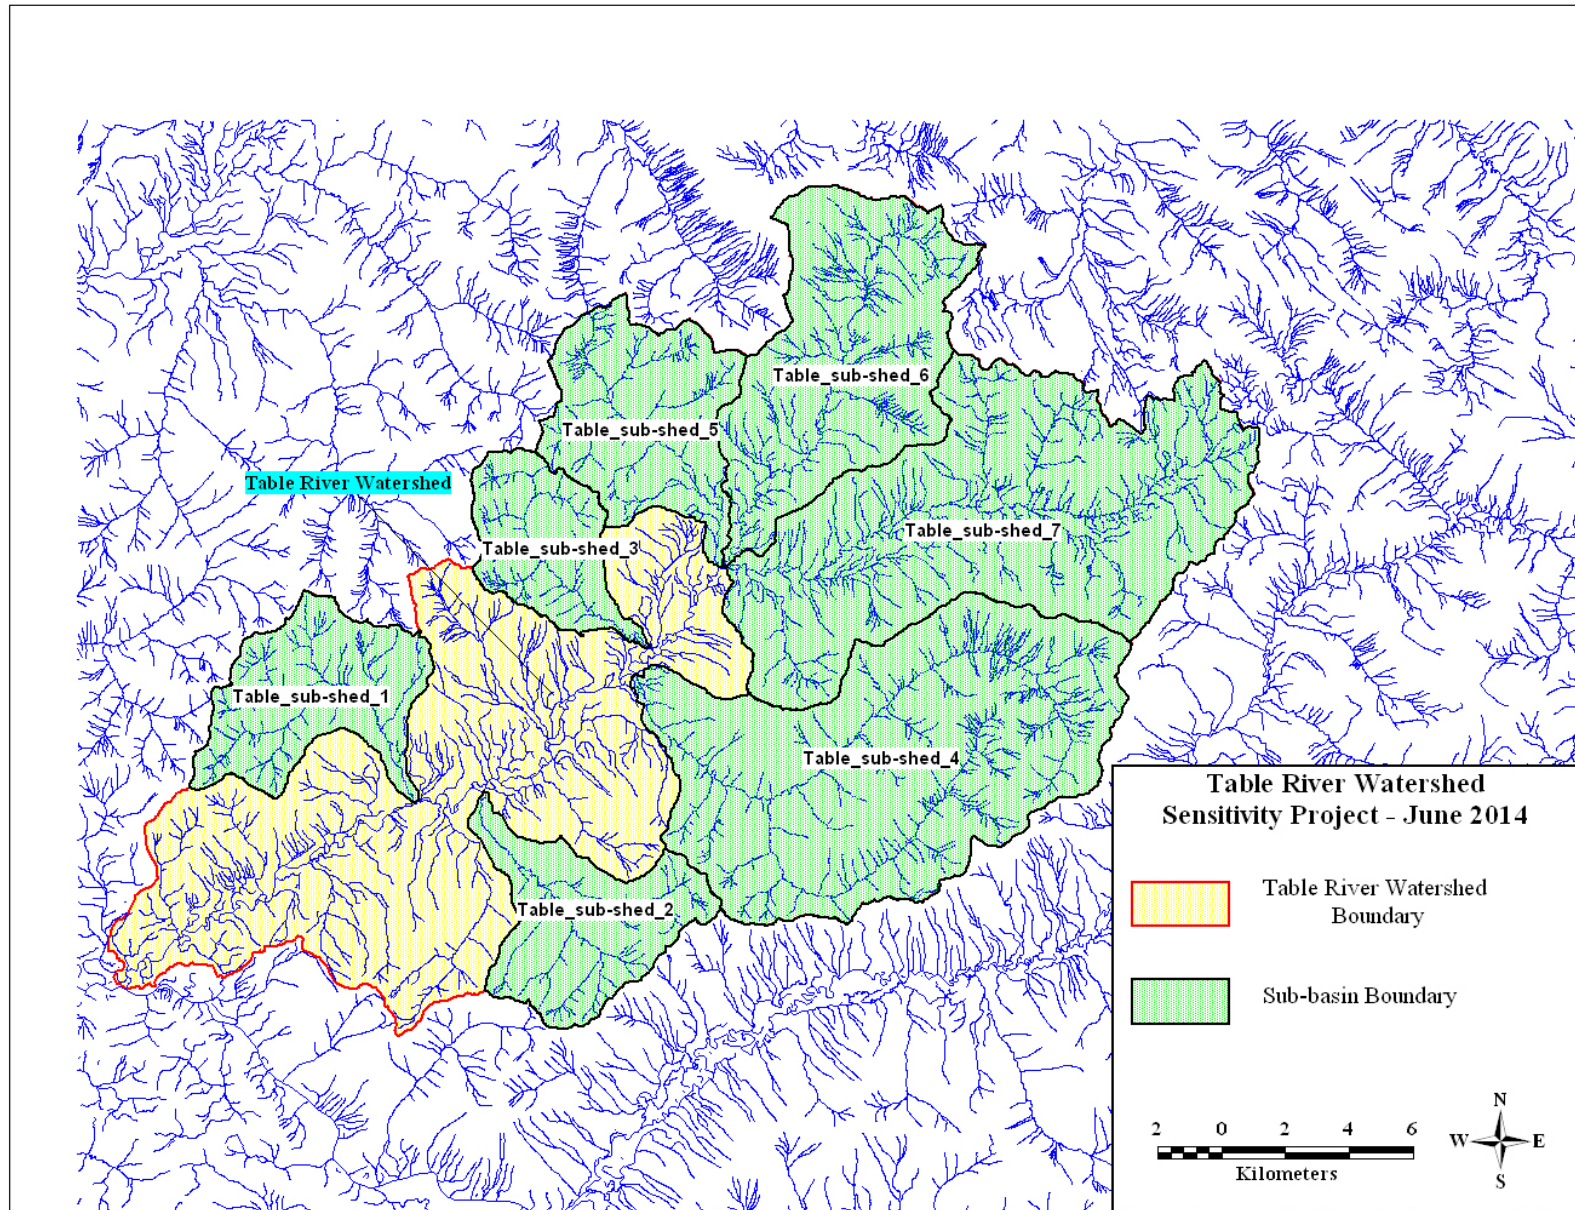 Table_sub-shed_6
Table_sub-shed_5
Table River Watershed
Table_sub-shed_7
Table_sub-shed_3
Table_sub-shed_1
Table_sub-shed_4
Table_sub-shed_2
Table River Watershed
Sensitivity Project - June 2014
Table River Watershed
Boundary
Sub-basin Boundary
2 0 2 4 6
Kilometers
N
W E
S